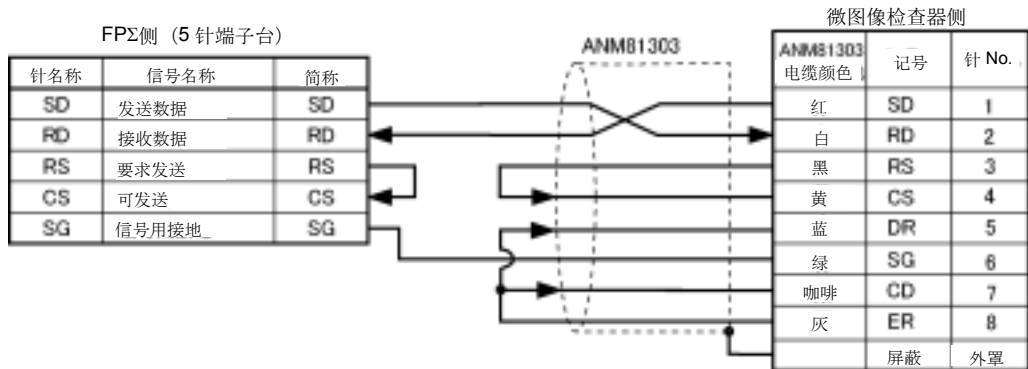 微图像检查器侧
FPΣ侧（5 针端子台）
ANM81303
针名称 信号名称 简称
SD 发送数据 SD
RD 接收数据 RD
RS 要求发送 RS
CS 可发送 CS
SG 信号用接地_ SG
ANM81303
电缆颜色 记号 针 No.
红 SD 1
白 RD 2
黑 RS 3
黄 CS 4
蓝 DR 5
绿 SG 6
咖啡 CD 7
灰 ER 8
屏蔽 外罩